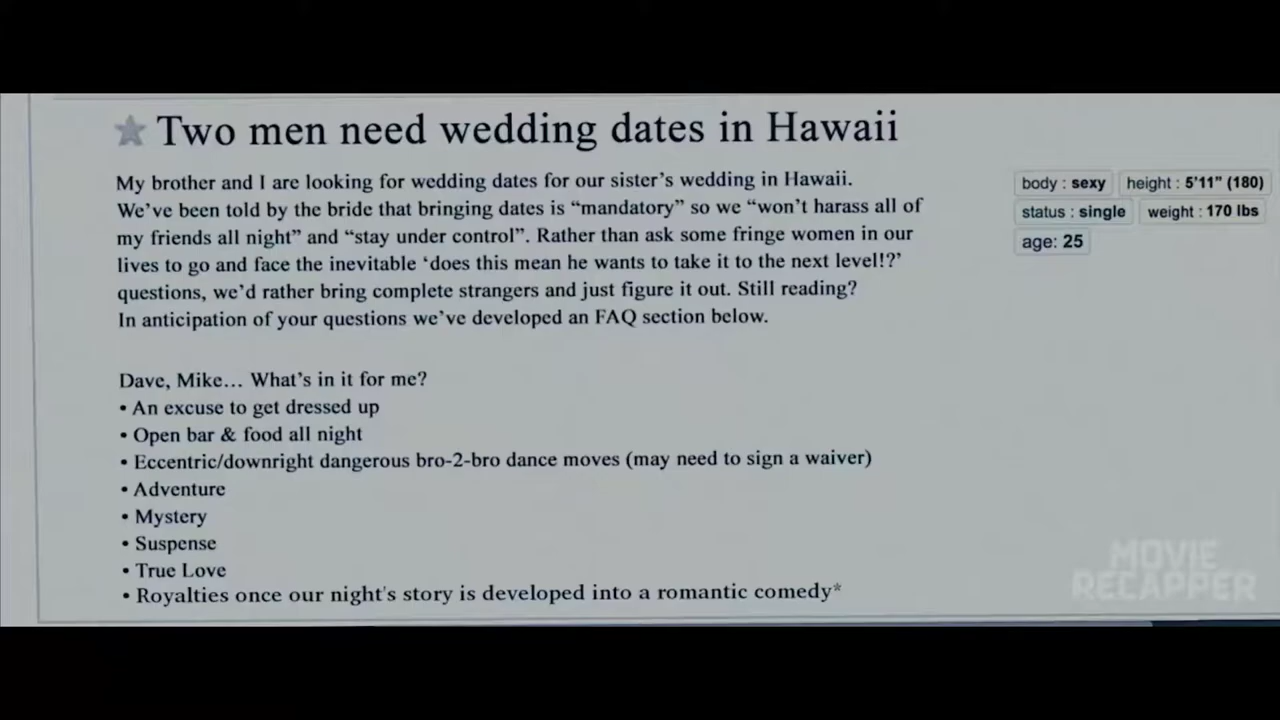 Two men need wedding dates in Hawaii
My brother and I are looking for wedding dates for our sister's wedding in Hawaii.
We've been told by the bride that bringing dates is “mandatory” so we “won't harass all of
my friends all night” and “stay under control”. Rather than ask some fringe women in our
lives to go and face the inevitable ‘does this mean he wants to take it to the next level!?’
questions, we'd rather bring complete strangers and just figure it out. Still reading?
In anticipation of your questions we've developed an FAQ section below.
Dave, Mike… What's in it for me?
• An excuse to get dressed up
• Open bar & food all night
• Eccentric/downright dangerous bro-2-bro dance moves (may need to sign a waiver)
• Adventure
• Mystery
• Suspense
• True Love
• Royalties once our night's story is developed into a romantic comedy*
body : sexy height : 5'11” (180)
status : single weight : 170 lbs
age: 25
MOVIE
RECAPPER